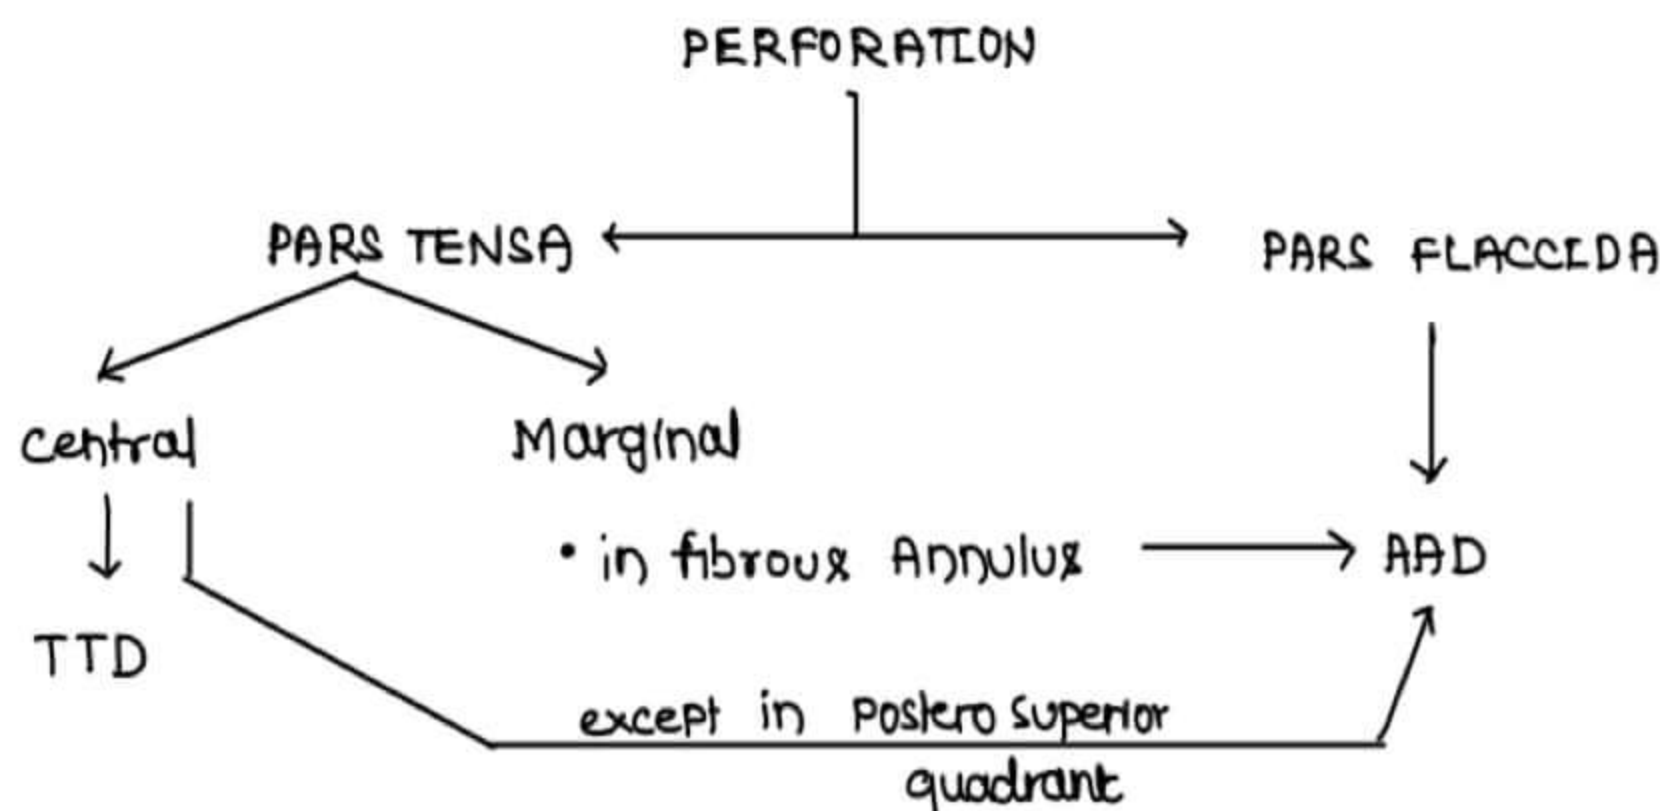 PERFORATION
PARS TENSA
PARS FLACCIDA
Central
Marginal
• in fibrous Annulus
AAD
TTD
except in Postero superior
quadrant